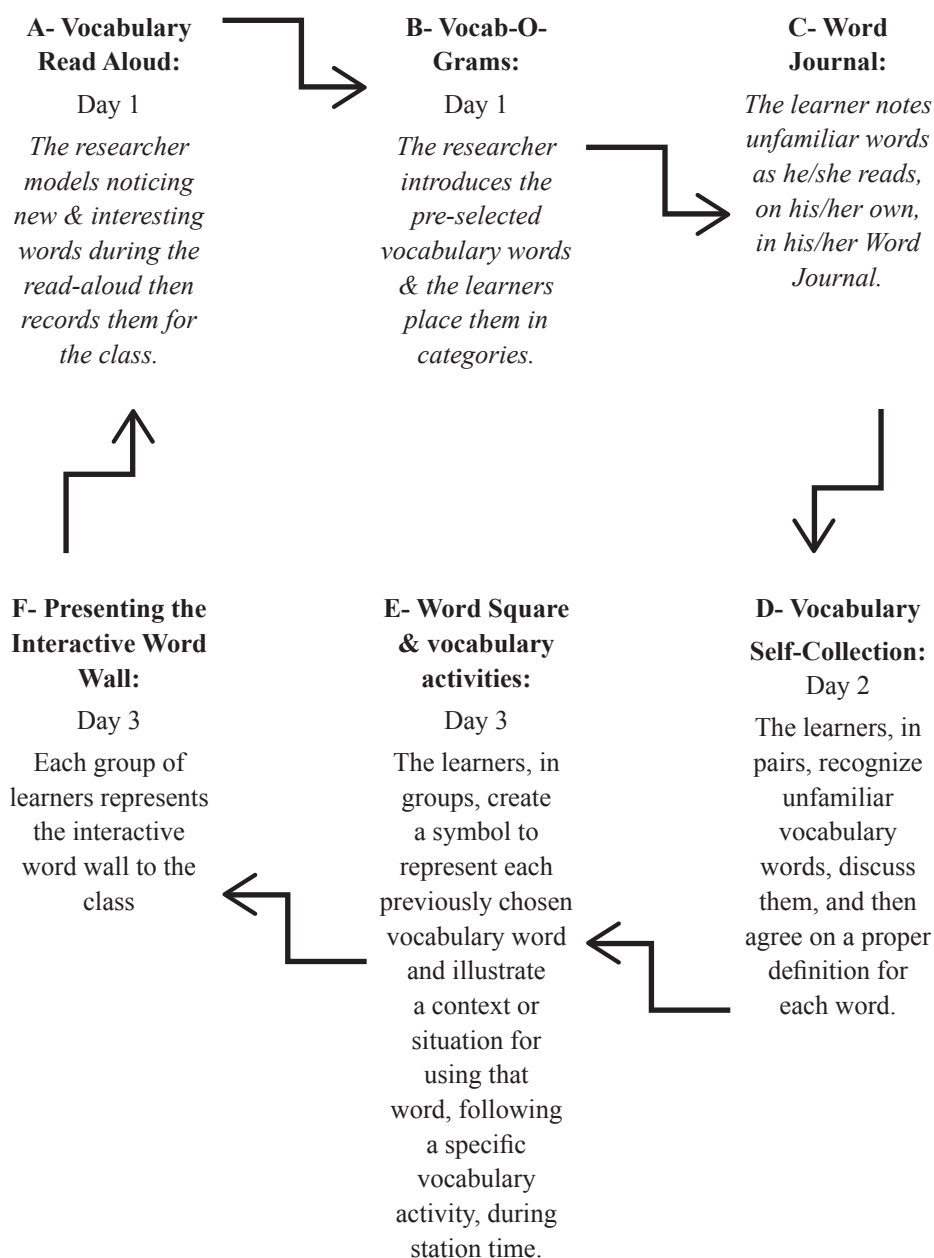 A- Vocabulary
Read Aloud:
Day 1
The researcher
models noticing
new & interesting
words during the
read-aloud then
records them for
the class.
B- Vocab-O-
Grams:
Day 1
The researcher
introduces the
pre-selected
vocabulary words
& the learners
place them in
categories.
C- Word
Journal:
The learner notes
unfamiliar words
as he/she reads,
on his/her own,
in his/her Word
Journal.
D- Vocabulary
Self-Collection:
Day 2
The learners, in
pairs, recognize
unfamiliar
vocabulary
words, discuss
them, and then
agree on a proper
definition for
each word.
E- Word Square
& vocabulary
activities:
Day 3
The learners, in
groups, create
a symbol to
represent each
previously chosen
vocabulary word
and illustrate
a context or
situation for
using that
word, following
a specific
vocabulary
activity, during
station time.
F- Presenting the
Interactive Word
Wall:
Day 3
Each group of
learners represents
the interactive
word wall to the
class